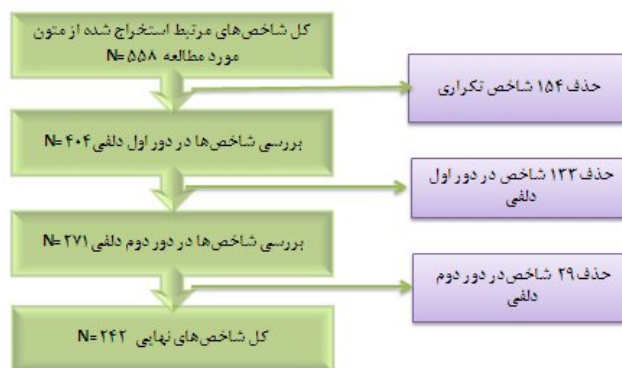 کل شاخص‌های مرتبط استخراج شده از متون
مورد مطالعه N=۵۵۸
حذف ۱۵۴ شاخص تکراری
بررسی شاخص‌ها در دور اول دلفی N=۴۰۴
حذف ۱۳۳ شاخص در دور اول
دلفی
بررسی شاخص‌ها در دور دوم دلفی N=۲۷۱
حذف ۲۹ شاخص در دور دوم
دلفی
کل شاخص‌های نهایی N=۲۴۲